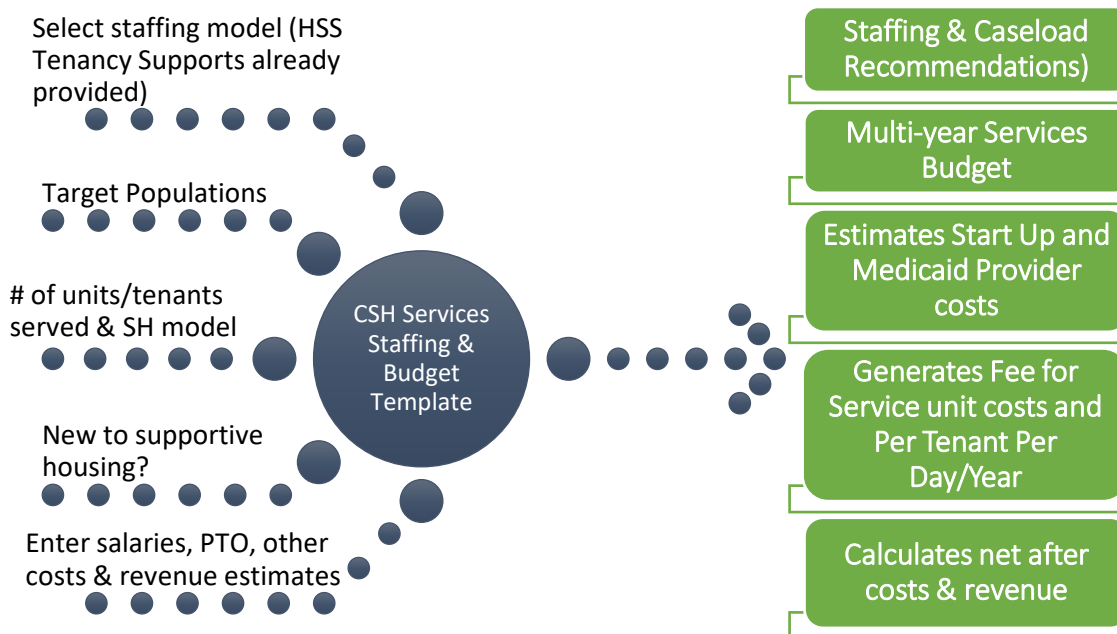 Select staffing model (HSS
Tenancy Supports already
provided)
Target Populations
# of units/tenants
served & SH model
New to supportive
housing?
Enter salaries, PTO, other
costs & revenue estimates
CSH Services
Staffing &
Budget
Template
Staffing & Caseload
Recommendations)
Multi-year Services
Budget
Estimates Start Up and
Medicaid Provider
costs
Generates Fee for
Service unit costs and
Per Tenant Per
Day/Year
Calculates net after
costs & revenue